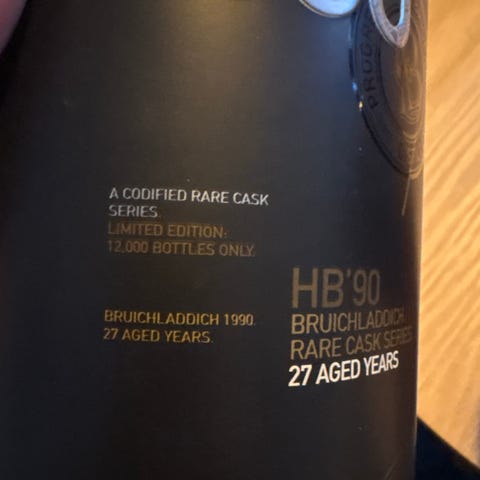 A CODIFIED RARE CASK
SERIES.
LIMITED EDITION:
12,000 BOTTLES ONLY.
BRUICHLADDICH 1990.
27 AGED YEARS.
HB'90
BRUICHLADDICH
RARE CASK SERIES
27 AGED YEARS